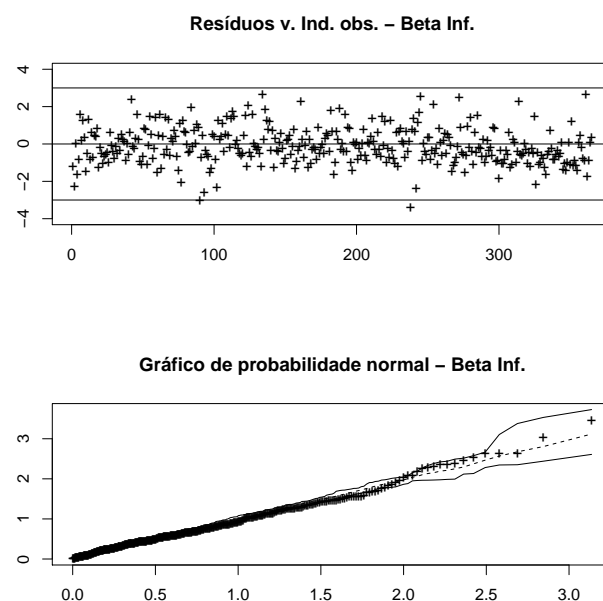 Resíduos v. Ind. obs. − Beta Inf.
4
2
0
−2
−4
0 100 200 300
Gráfico de probabilidade normal − Beta Inf.
3
2
1
0
0.0 0.5 1.0 1.5 2.0 2.5 3.0